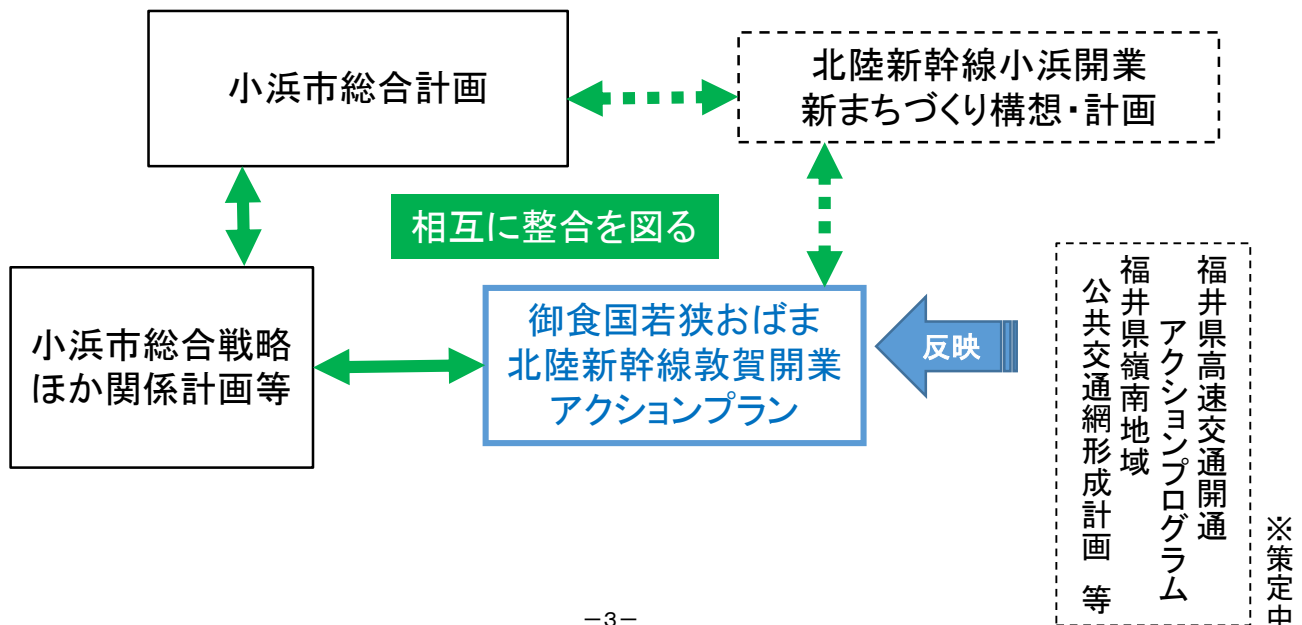 小浜市総合計画
北陸新幹線小浜開業
新まちづくり構想・計画
相互に整合を図る
小浜市総合戦略
ほか関係計画等
御食国若狭おばま
北陸新幹線敦賀開業
アクションプラン
反映
福井県高速交通開通
アクションプログラム
福井県嶺南地域
公共交通網形成計画 等
※策定中
－3－